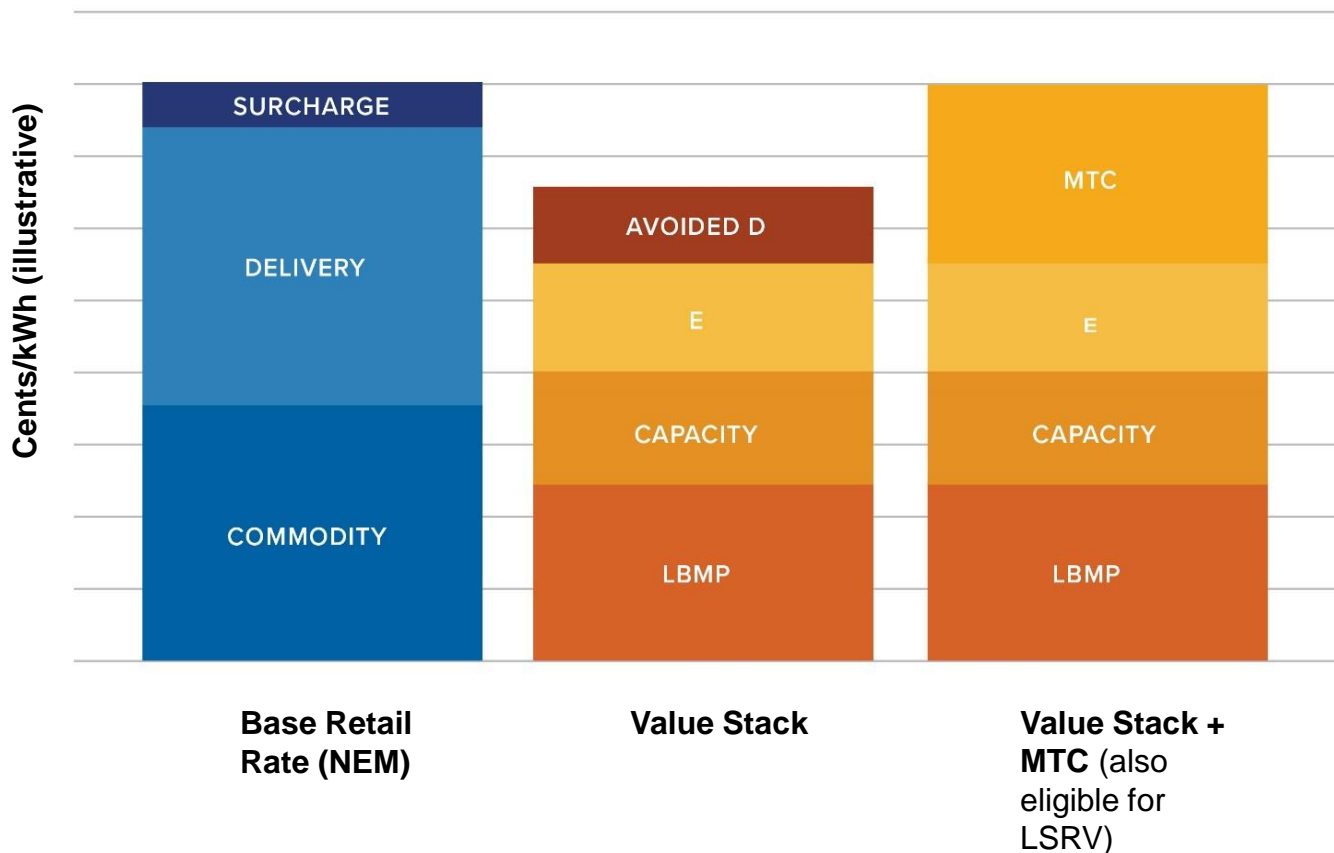 Cents/kWh (illustrative)
SURCHARGE
DELIVERY
COMMODITY
AVOIDED D
E
CAPACITY
LBMP
MTC
E
CAPACITY
LBMP
Base Retail
Rate (NEM)
Value Stack
Value Stack +
MTC (also
eligible for
LSRV)